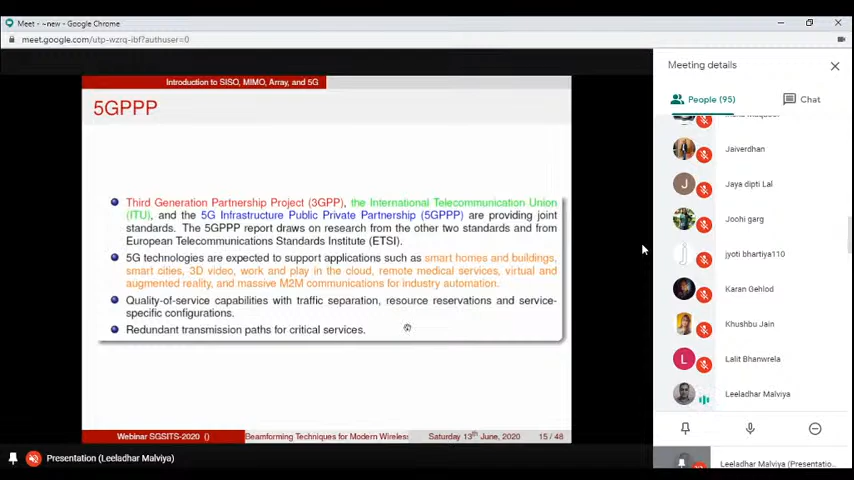 Meet - ~new - Google Chrome
meet.google.com/utp-wzrq-ibf?authuser=0
Introduction to SISO, MIMO, Array, and 5G
5GPPP
Third Generation Partnership Project (3GPP), the International Telecommunication Union
(ITU), and the 5G Infrastructure Public Private Partnership (5GPPP) are providing joint
standards. The 5GPPP report draws on research from the other two standards and from
European Telecommunications Standards Institute (ETSI).
5G technologies are expected to support applications such as smart homes and buildings,
smart cities, 3D video, work and play in the cloud, remote medical services, virtual and
augmented reality, and massive M2M communications for industry automation.
Quality-of-service capabilities with traffic separation, resource reservations and service-
specific configurations.
Redundant transmission paths for critical services.
Webinar SGSITS-2020 ()
Beamforming Techniques for Modern Wireless
Saturday 13th June, 2020
15 / 48
Presentation (Leeladhar Malviya)
Meeting details
People (95)
Chat
Jaiverdhan
J
Jaya dipti Lal
Joohi garg
j
jyoti bhartiya110
Karan Gehlod
Khushbu Jain
L
Lalit Bhanwrela
Leeladhar Malviya
Leeladhar Malviya (Presentatio...